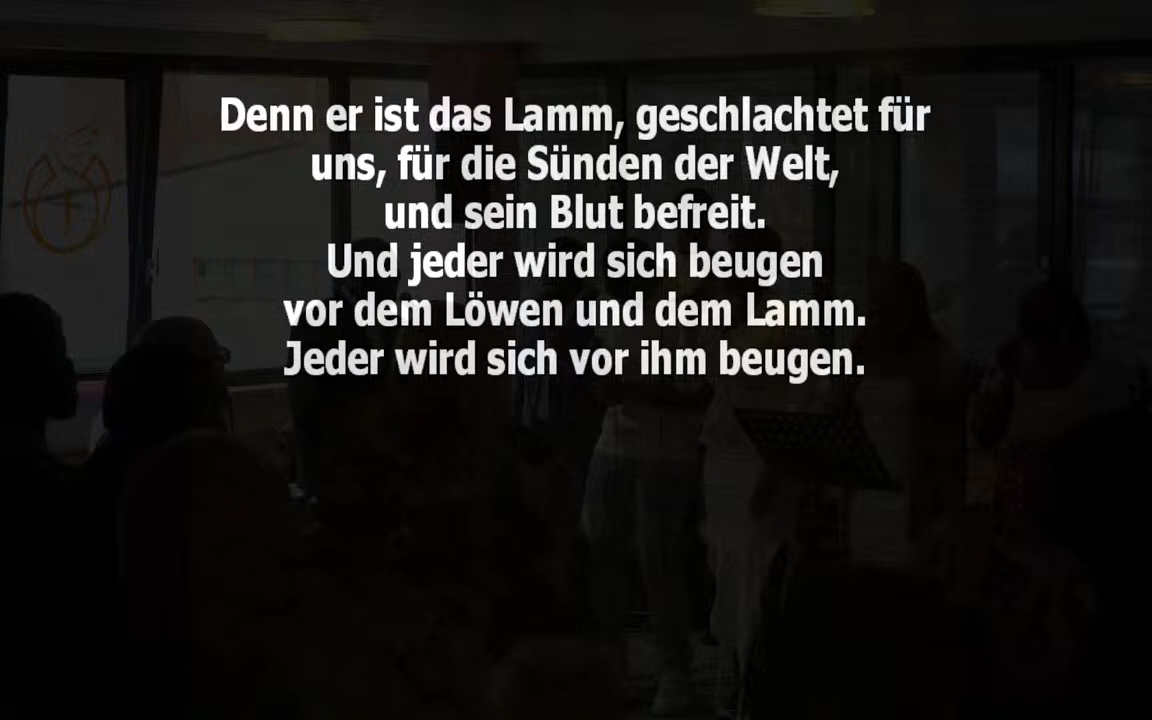 Denn er ist das Lamm, geschlachtet für
uns, für die Sünden der Welt,
und sein Blut befreit.
Und jeder wird sich beugen
vor dem Löwen und dem Lamm.
Jeder wird sich vor ihm beugen.